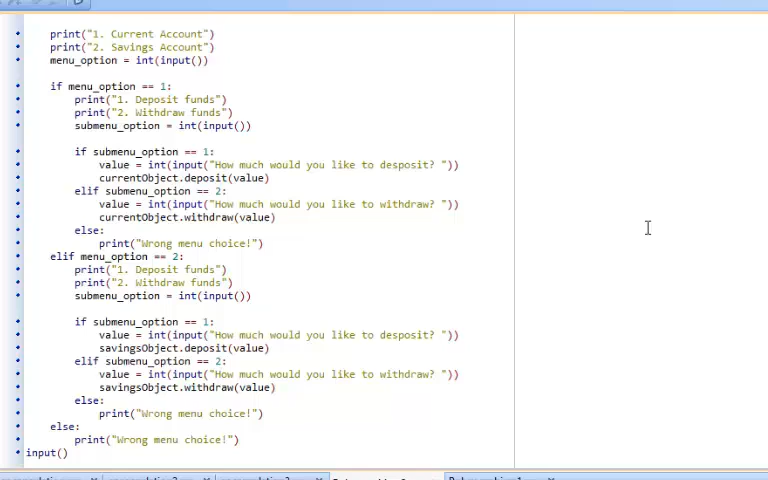 print("1. Current Account")
print("2. Savings Account")
menu_option = int(input())
if menu_option == 1:
print("1. Deposit funds")
print("2. Withdraw funds")
submenu_option = int(input())
if submenu_option == 1:
value = int(input("How much would you like to desposit? "))
currentObject.deposit(value)
elif submenu_option == 2:
value = int(input("How much would you like to withdraw? "))
currentObject.withdraw(value)
else:
print("Wrong menu choice!")
elif menu_option == 2:
print("1. Deposit funds")
print("2. Withdraw funds")
submenu_option = int(input())
if submenu_option == 1:
value = int(input("How much would you like to desposit? "))
savingsObject.deposit(value)
elif submenu_option == 2:
value = int(input("How much would you like to withdraw? "))
savingsObject.withdraw(value)
else:
print("Wrong menu choice!")
else:
print("Wrong menu choice!")
input()